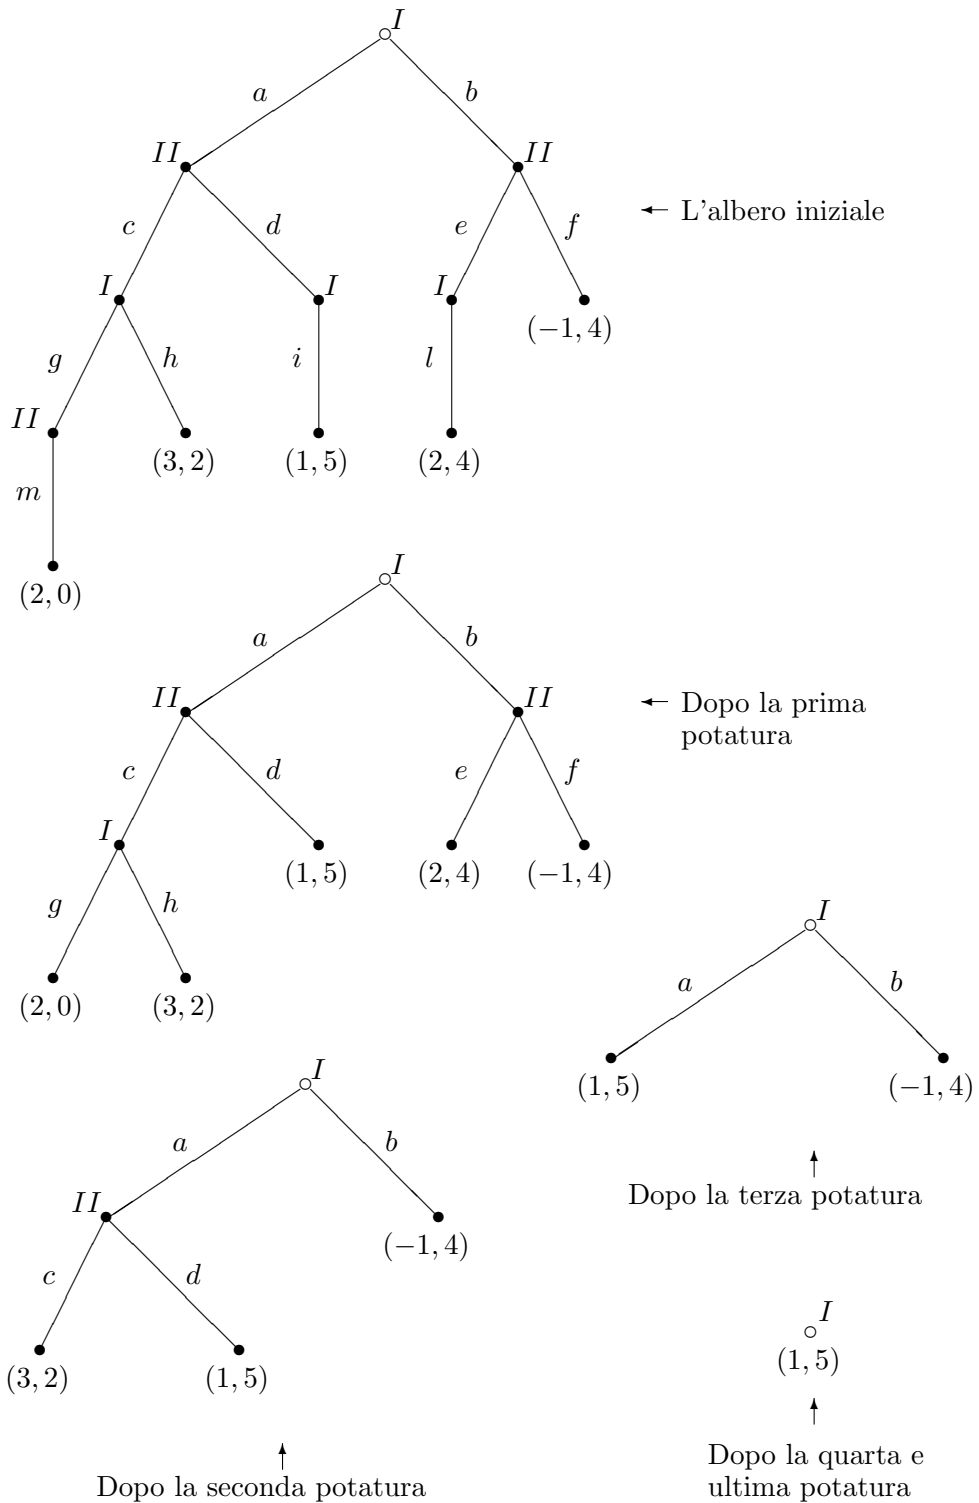 I
a b
II II
← L'albero iniziale
c d e f
I I I
(−1, 4)
g h i l
II
(3, 2) (1, 5) (2, 4)
m
(2, 0)
I
a b
II II
← Dopo la prima
potatura
c d e f
I
(1, 5) (2, 4) (−1, 4)
g h
(2, 0) (3, 2)
I
a b
(1, 5) (−1, 4)
Dopo la terza potatura
I
a b
II
(−1, 4)
c d
(3, 2) (1, 5)
Dopo la seconda potatura
I
(1, 5)
Dopo la quarta e
ultima potatura